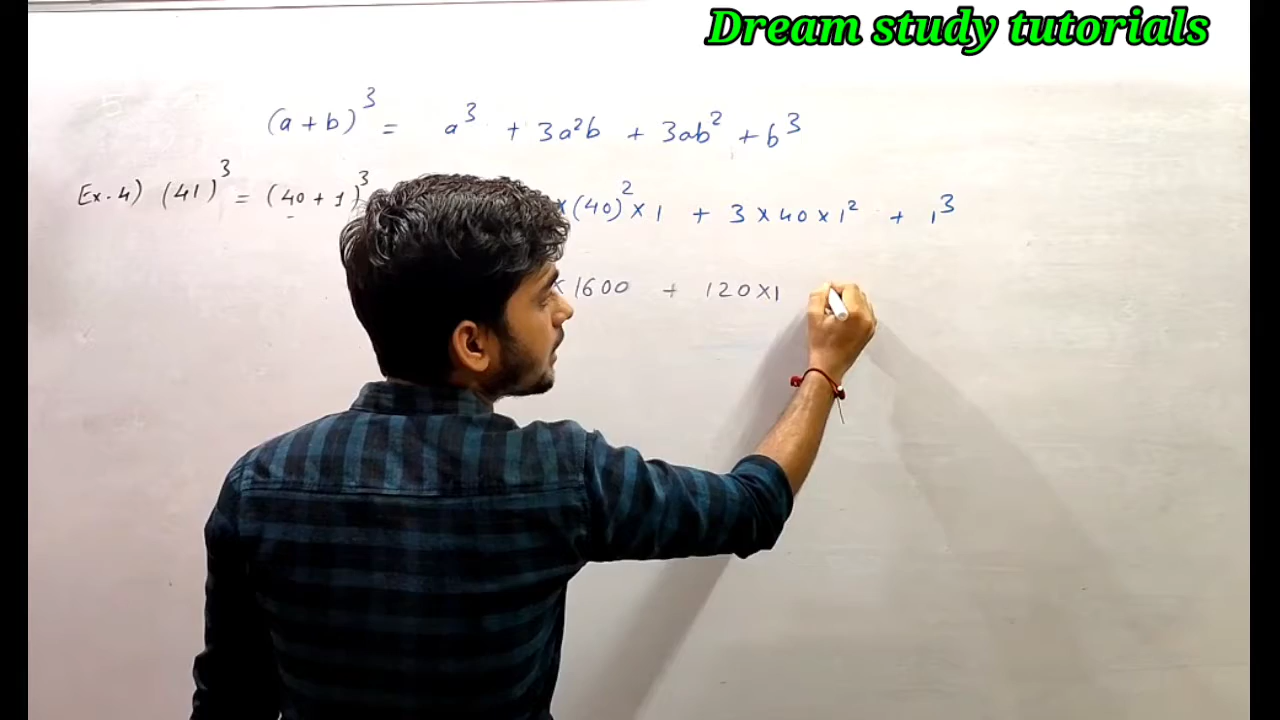 Dream study tutorials
(a + b)³ = a³ + 3a²b + 3ab² + b³
Ex. 4) (41)³ = (40 + 1)³ × (40)² × 1 + 3 × 40 × 1² + 1³
× 1600 + 120 × 1